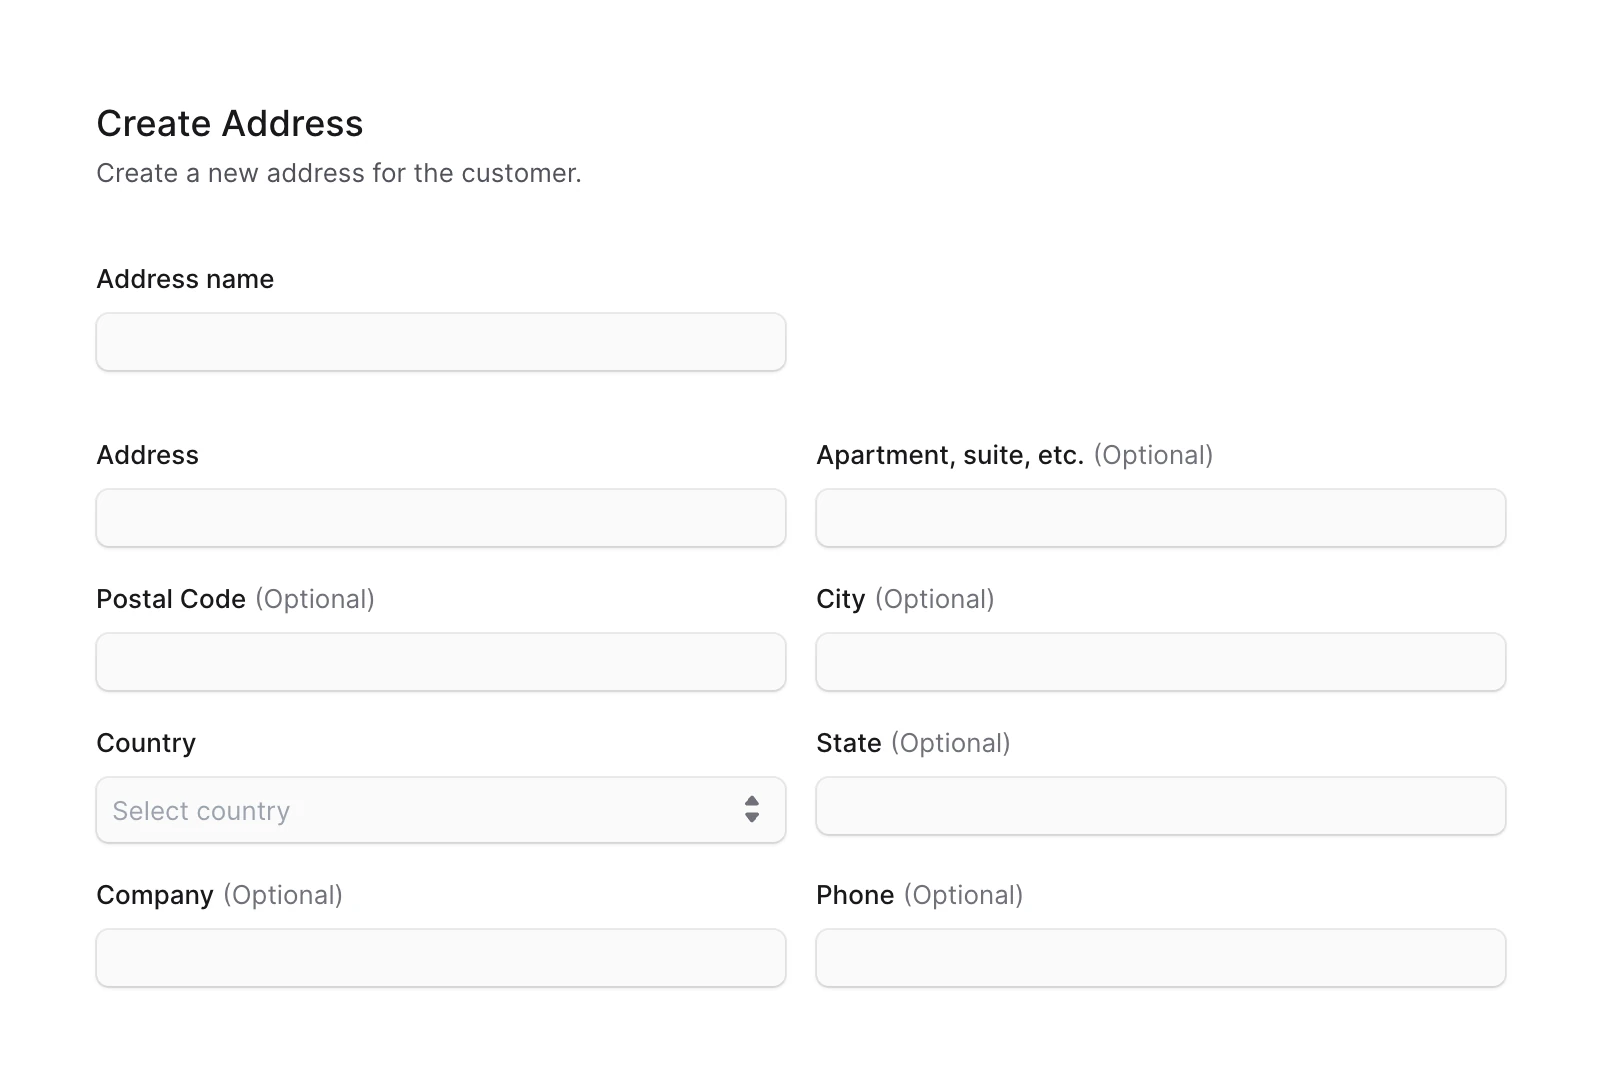 Create Address
Create a new address for the customer.
Address name
Address
Apartment, suite, etc. (Optional)
Postal Code (Optional)
City (Optional)
Country
Select country
State (Optional)
Company (Optional)
Phone (Optional)